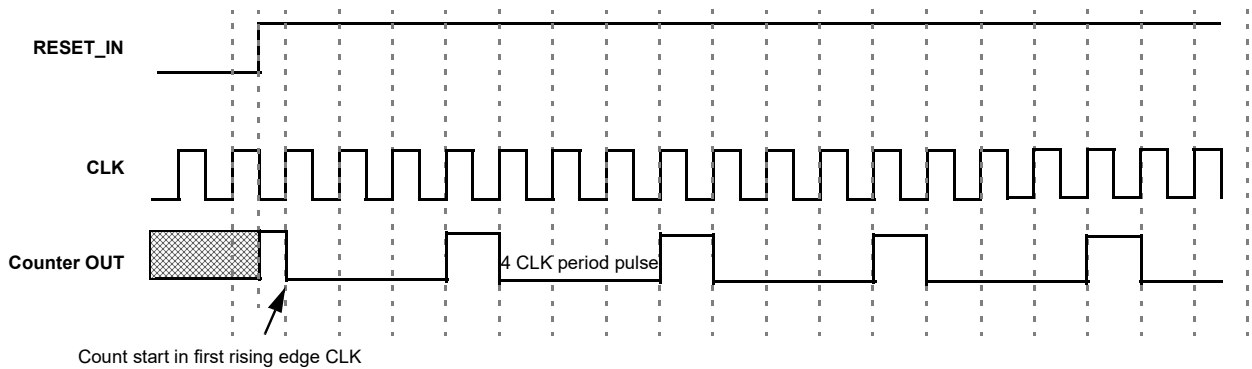 RESET_IN
CLK
Counter OUT
4 CLK period pulse
Count start in first rising edge CLK